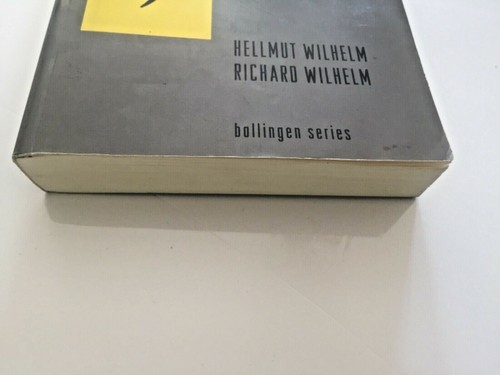 HELLMUT WILHELM
RICHARD WILHELM
bollingen series